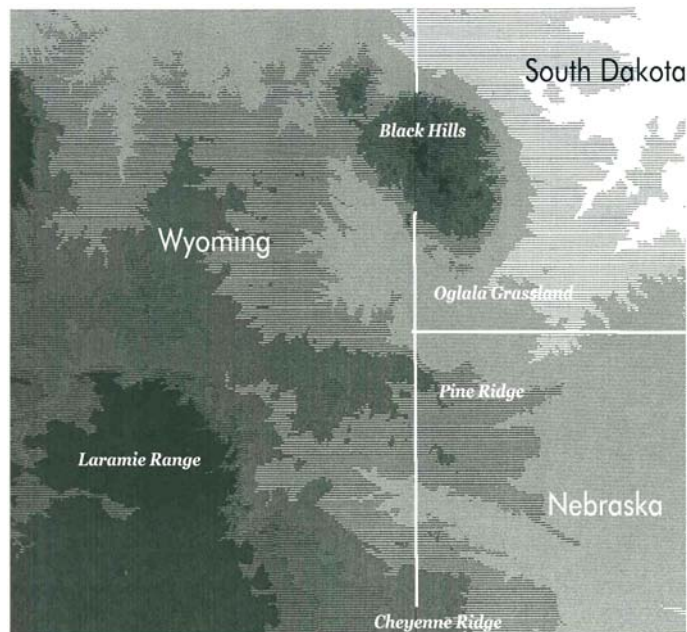 South Dakota
Black Hills
Wyoming
Oglala Grassland
Pine Ridge
Laramie Range
Nebraska
Cheyenne Ridge